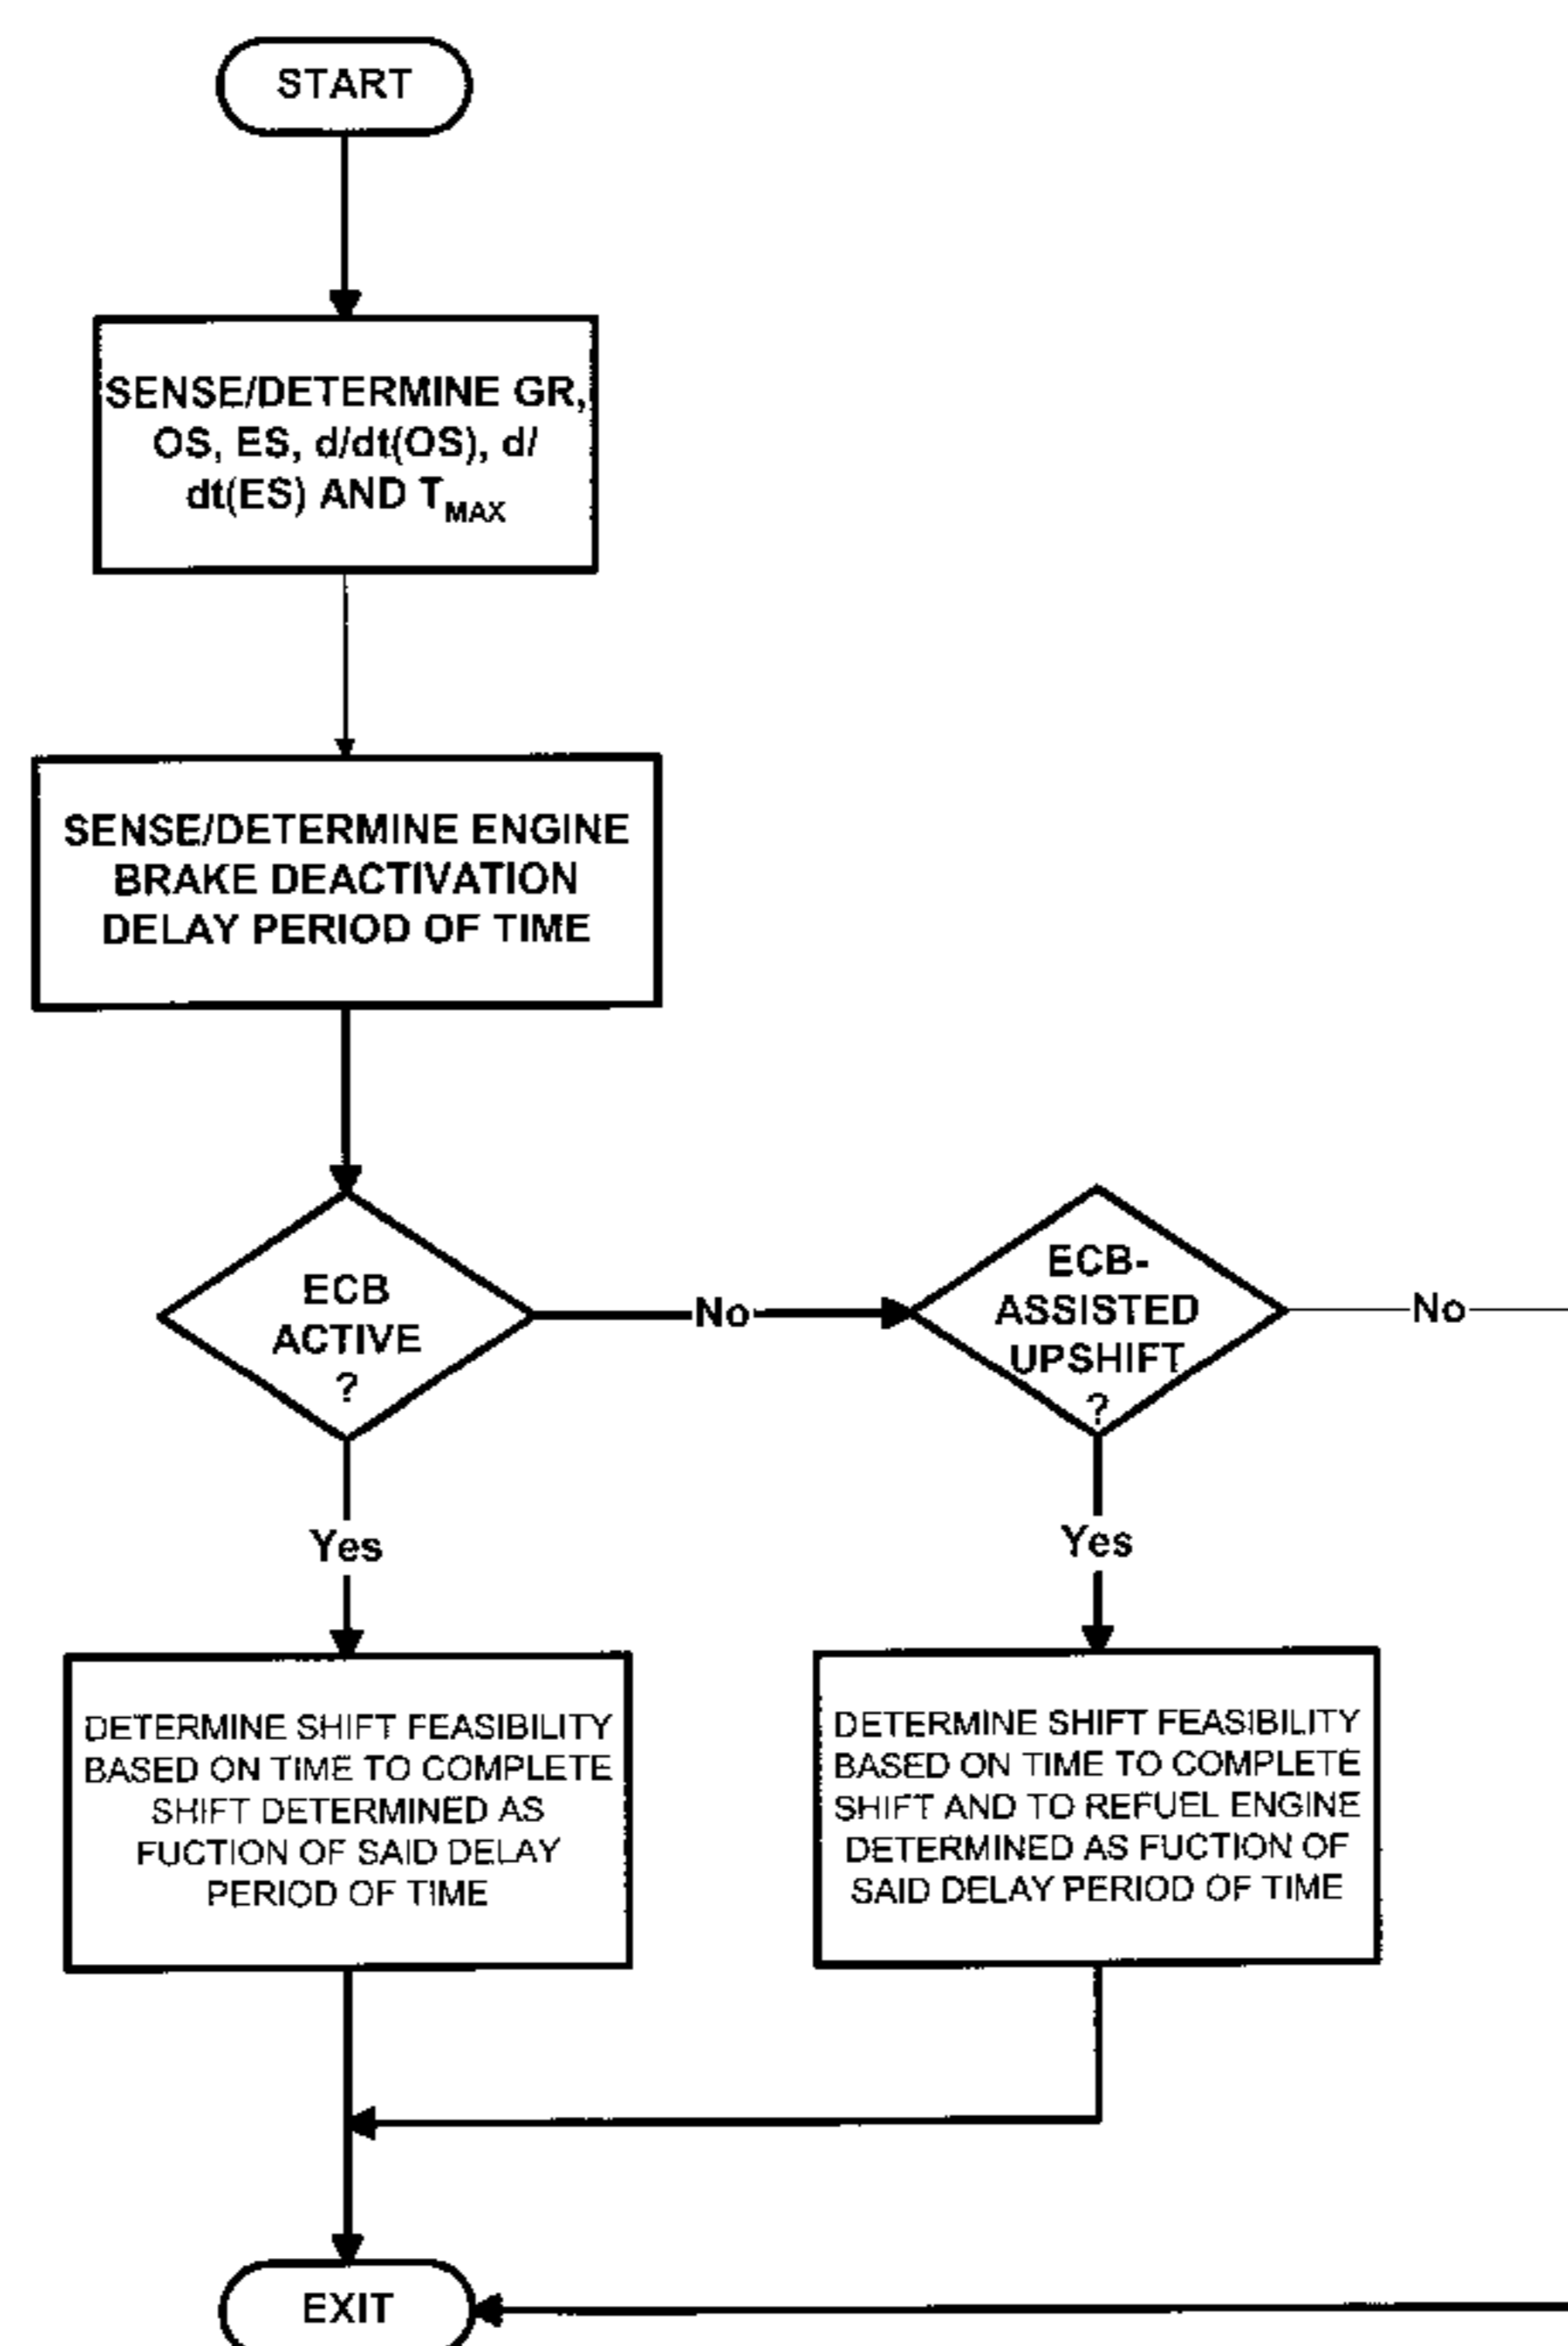 START
SENSE/DETERMINE GR,
OS, ES, d/dt(OS), d/
dt(ES) AND TMAX
SENSE/DETERMINE ENGINE
BRAKE DEACTIVATION
DELAY PERIOD OF TIME
ECB
ACTIVE
?
No
ECB-
ASSISTED
UPSHIFT
?
No
Yes
Yes
DETERMINE SHIFT FEASIBILITY
BASED ON TIME TO COMPLETE
SHIFT DETERMINED AS
FUCTION OF SAID DELAY
PERIOD OF TIME
DETERMINE SHIFT FEASIBILITY
BASED ON TIME TO COMPLETE
SHIFT AND TO REFUEL ENGINE
DETERMINED AS FUCTION OF
SAID DELAY PERIOD OF TIME
EXIT